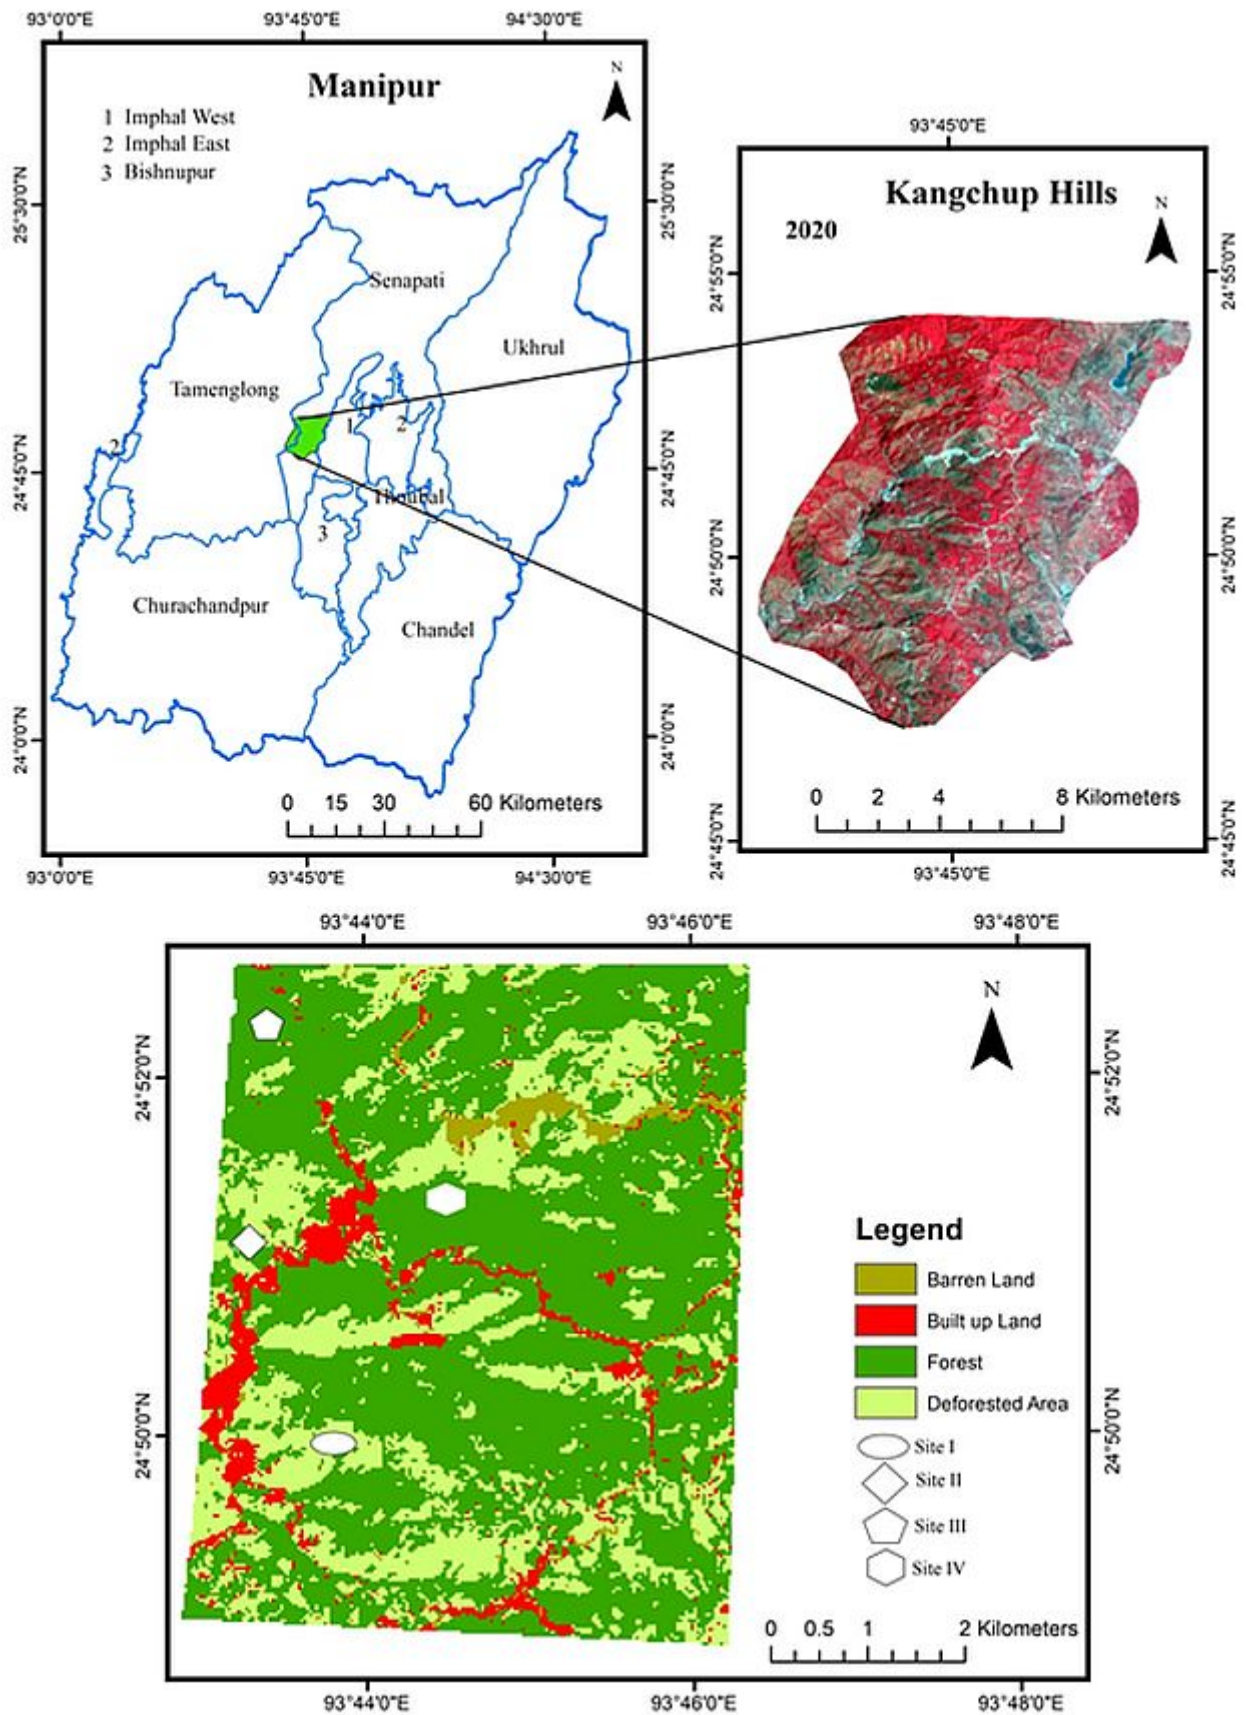 93°0'0"E 93°45'0"E 94°30'0"E
Manipur
N
1 Imphal West
2 Imphal East
3 Bishnupur
25°30'0"N
25°30'0"N
Senapati
Ukhrul
Tamenglong
1
2
2
24°45'0"N
24°45'0"N
Thoubal
3
Churachandpur
Chandel
24°0'0"N
24°0'0"N
0 15 30 60 Kilometers
93°0'0"E 93°45'0"E 94°30'0"E
93°45'0"E
Kangchup Hills
N
2020
24°55'0"N
24°55'0"N
24°50'0"N
24°50'0"N
0 2 4 8 Kilometers
24°45'0"N
24°45'0"N
93°45'0"E
93°44'0"E 93°46'0"E 93°48'0"E
N
24°52'0"N
24°52'0"N
Legend
Barren Land
Built up Land
Forest
Deforested Area
Site I
Site II
Site III
Site IV
24°50'0"N
24°50'0"N
0 0.5 1 2 Kilometers
93°44'0"E 93°46'0"E 93°48'0"E